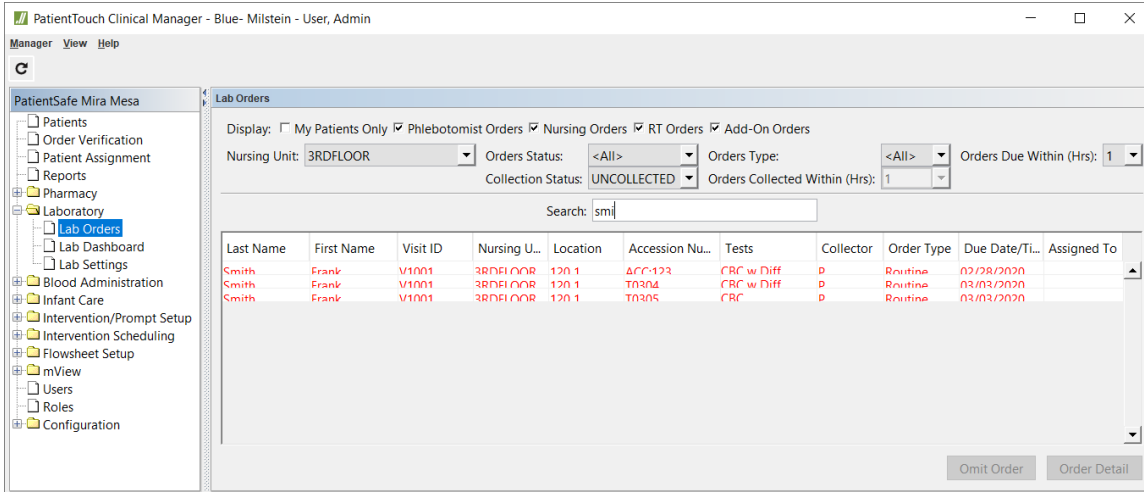 PatientTouch Clinical Manager - Blue- Milstein - User, Admin
Manager View Help
PatientSafe Mira Mesa
Patients
Order Verification
Patient Assignment
Reports
Pharmacy
Laboratory
Lab Orders
Lab Dashboard
Lab Settings
Blood Administration
Infant Care
Intervention/Prompt Setup
Intervention Scheduling
Flowsheet Setup
mView
Users
Roles
Configuration
Lab Orders
Display: My Patients Only Phlebotomist Orders Nursing Orders RT Orders Add-On Orders
Nursing Unit: 3RDFLOOR Orders Status: <All> Orders Type: <All> Orders Due Within (Hrs): 1
Collection Status: UNCOLLECTED Orders Collected Within (Hrs): 1
Search: smi
Last Name First Name Visit ID Nursing U... Location Accession Nu... Tests Collector Order Type Due Date/Ti... Assigned To
Smith Frank V1001 3RDFLOOR 120.1 ACC:123 CBC w Diff P Routine 02/28/2020
Smith Frank V1001 3RDFLOOR 120.1 T0304 CBC w Diff P Routine 03/03/2020
Smith Frank V1001 3RDFLOOR 120.1 T0305 CBC P Routine 03/03/2020
Omit Order Order Detail